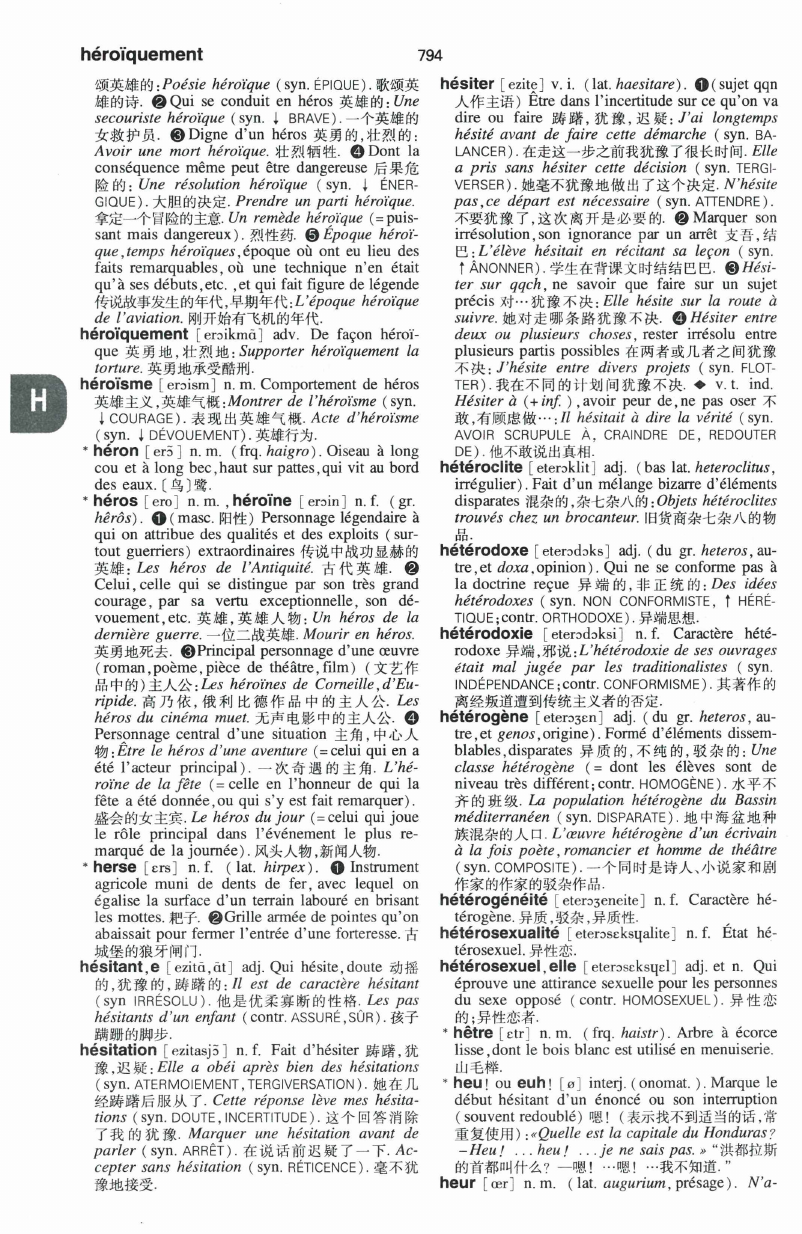 héroïquement
794
颂英雄的:Poésie héroïque (syn. ÉPIQUE). 歌颂英
雄的诗. ❷Qui se conduit en héros 英雄的:Une
secouriste héroïque (syn. ↓ BRAVE). 一个英雄的
女救护员. ❸Digne d'un héros 英勇的,壮烈的:
Avoir une mort héroïque. 壮烈牺牲. ❹Dont la
conséquence même peut être dangereuse 后果危
险的: Une résolution héroïque (syn. ↓ ÉNER-
GIQUE). 大胆的决定. Prendre un parti héroïque.
拿定一个冒险的主意. Un remède héroïque (=puis-
sant mais dangereux). 烈性药. ❺Époque héroï-
que,temps héroïques,époque où ont eu lieu des
faits remarquables, où une technique n'en était
qu'à ses débuts,etc. ,et qui fait figure de légende
传说故事发生的年代,早期年代:L'époque héroïque
de l'aviation. 刚开始有飞机的年代.
héroïquement [erɔikmɑ̃] adv. De façon héroï-
que 英勇地,壮烈地: Supporter héroïquement la
torture. 英勇地承受酷刑.
héroïsme [erɔism] n. m. Comportement de héros
英雄主义,英雄气概:Montrer de l'héroïsme (syn.
↓COURAGE). 表现出英雄气概. Acte d'héroïsme
(syn. ↓DÉVOUEMENT). 英雄行为.
* héron [erɔ̃] n. m. (frq. haigro). Oiseau à long
cou et à long bec,haut sur pattes,qui vit au bord
des eaux. 〔鸟〕鹭.
* héros [ero] n. m. , héroïne [erɔin] n. f. (gr.
hêrôs). ❶(masc. 阳性) Personnage légendaire à
qui on attribue des qualités et des exploits (sur-
tout guerriers) extraordinaires 传说中战功显赫的
英雄: Les héros de l'Antiquité. 古代英雄. ❷
Celui,celle qui se distingue par son très grand
courage, par sa vertu exceptionnelle, son dé-
vouement,etc. 英雄,英雄人物: Un héros de la
dernière guerre. 一位二战英雄. Mourir en héros.
英勇地死去. ❸Principal personnage d'une œuvre
(roman,poème,pièce de théâtre,film) (文艺作
品中的)主人公:Les héroïnes de Corneille,d'Eu-
ripide. 高乃依,俄利比德作品中的主人公. Les
héros du cinéma muet. 无声电影中的主人公. ❹
Personnage central d'une situation 主角,中心人
物:Être le héros d'une aventure (=celui qui en a
été l'acteur principal). 一次奇遇的主角. L'hé-
roïne de la fête (=celle en l'honneur de qui la
fête a été donnée,ou qui s'y est fait remarquer).
盛会的女主宾. Le héros du jour (=celui qui joue
le rôle principal dans l'événement le plus re-
marqué de la journée). 风头人物,新闻人物.
* herse [ɛrs] n. f. (lat. hirpex). ❶ Instrument
agricole muni de dents de fer, avec lequel on
égalise la surface d'un terrain labouré en brisant
les mottes. 耙子. ❷Grille armée de pointes qu'on
abaissait pour fermer l'entrée d'une forteresse. 古
城堡的狼牙闸门.
hésitant,e [ezitɑ̃,ɑ̃t] adj. Qui hésite,doute 动摇
的,犹豫的,踌躇的: Il est de caractère hésitant
(syn IRRÉSOLU). 他是优柔寡断的性格. Les pas
hésitants d'un enfant (contr. ASSURÉ,SÛR). 孩子
蹒跚的脚步.
hésitation [ezitasjɔ̃] n. f. Fait d'hésiter 踌躇,犹
豫,迟疑:Elle a obéi après bien des hésitations
(syn. ATERMOIEMENT,TERGIVERSATION). 她在几
经踌躇后服从了. Cette réponse lève mes hésita-
tions (syn. DOUTE,INCERTITUDE). 这个回答消除
了我的犹豫. Marquer une hésitation avant de
parler (syn. ARRÊT). 在说话前迟疑了一下. Ac-
cepter sans hésitation (syn. RÉTICENCE). 毫不犹
豫地接受.
H
hésiter [ezite] v. i. (lat. haesitare). ❶(sujet qqn
人作主语) Être dans l'incertitude sur ce qu'on va
dire ou faire 踌躇,犹豫,迟疑: J'ai longtemps
hésité avant de faire cette démarche (syn. BA-
LANCER). 在走这一步之前我犹豫了很长时间. Elle
a pris sans hésiter cette décision (syn. TERGI-
VERSER). 她毫不犹豫地做出了这个决定. N'hésite
pas,ce départ est nécessaire (syn. ATTENDRE).
不要犹豫了,这次离开是必要的. ❷Marquer son
irrésolution,son ignorance par un arrêt 支吾,结
巴:L'élève hésitait en récitant sa leçon (syn.
↑ÂNONNER). 学生在背课文时结结巴巴. ❸Hési-
ter sur qqch, ne savoir que faire sur un sujet
précis 对…犹豫不决: Elle hésite sur la route à
suivre. 她对走哪条路犹豫不决. ❹Hésiter entre
deux ou plusieurs choses, rester irrésolu entre
plusieurs partis possibles 在两者或几者之间犹豫
不决: J'hésite entre divers projets (syn. FLOT-
TER). 我在不同的计划间犹豫不决. ◆ v. t. ind.
Hésiter à (+inf. ),avoir peur de,ne pas oser 不
敢,有顾虑做…:Il hésitait à dire la vérité (syn.
AVOIR SCRUPULE À, CRAINDRE DE, REDOUTER
DE). 他不敢说出真相.
hétéroclite [eterɔklit] adj. (bas lat. heteroclitus,
irrégulier). Fait d'un mélange bizarre d'éléments
disparates 混杂的,杂七杂八的:Objets hétéroclites
trouvés chez un brocanteur. 旧货商杂七杂八的物
品.
hétérodoxe [eterɔdɔks] adj. (du gr. heteros, au-
tre,et doxa,opinion). Qui ne se conforme pas à
la doctrine reçue 异端的,非正统的: Des idées
hétérodoxes (syn. NON CONFORMISTE, ↑ HÉRÉ-
TIQUE;contr. ORTHODOXE). 异端思想.
hétérodoxie [eterɔdɔksi] n. f. Caractère hété-
rodoxe 异端,邪说:L'hétérodoxie de ses ouvrages
était mal jugée par les traditionalistes (syn.
INDÉPENDANCE;contr. CONFORMISME). 其著作的
离经叛道遭到传统主义者的否定.
hétérogène [eterɔʒɛn] adj. (du gr. heteros, au-
tre,et genos,origine). Formé d'éléments dissem-
blables,disparates 异质的,不纯的,驳杂的: Une
classe hétérogène (= dont les élèves sont de
niveau très différent;contr. HOMOGÈNE). 水平不
齐的班级. La population hétérogène du Bassin
méditerranéen (syn. DISPARATE). 地中海盆地种
族混杂的人口. L'œuvre hétérogène d'un écrivain
à la fois poète, romancier et homme de théâtre
(syn. COMPOSITE). 一个同时是诗人、小说家和剧
作家的作家的驳杂作品.
hétérogénéité [eterɔʒeneite] n. f. Caractère hé-
térogène. 异质,驳杂,异质性.
hétérosexualité [eterɔsɛksɥalite] n. f. État hé-
térosexuel. 异性恋.
hétérosexuel,elle [eterɔsɛksɥɛl] adj. et n. Qui
éprouve une attirance sexuelle pour les personnes
du sexe opposé (contr. HOMOSEXUEL). 异性恋
的;异性恋者.
* hêtre [ɛtr] n. m. (frq. haistr). Arbre à écorce
lisse,dont le bois blanc est utilisé en menuiserie.
山毛榉.
* heu! ou euh! [ø] interj. (onomat. ). Marque le
début hésitant d'un énoncé ou son interruption
(souvent redoublé) 嗯! (表示找不到适当的话,常
重复使用):«Quelle est la capitale du Honduras?
–Heu! ...heu! ...je ne sais pas. » “洪都拉斯
的首都叫什么? —嗯! …嗯! …我不知道.”
heur [œr] n. m. (lat. augurium,présage). N'a-